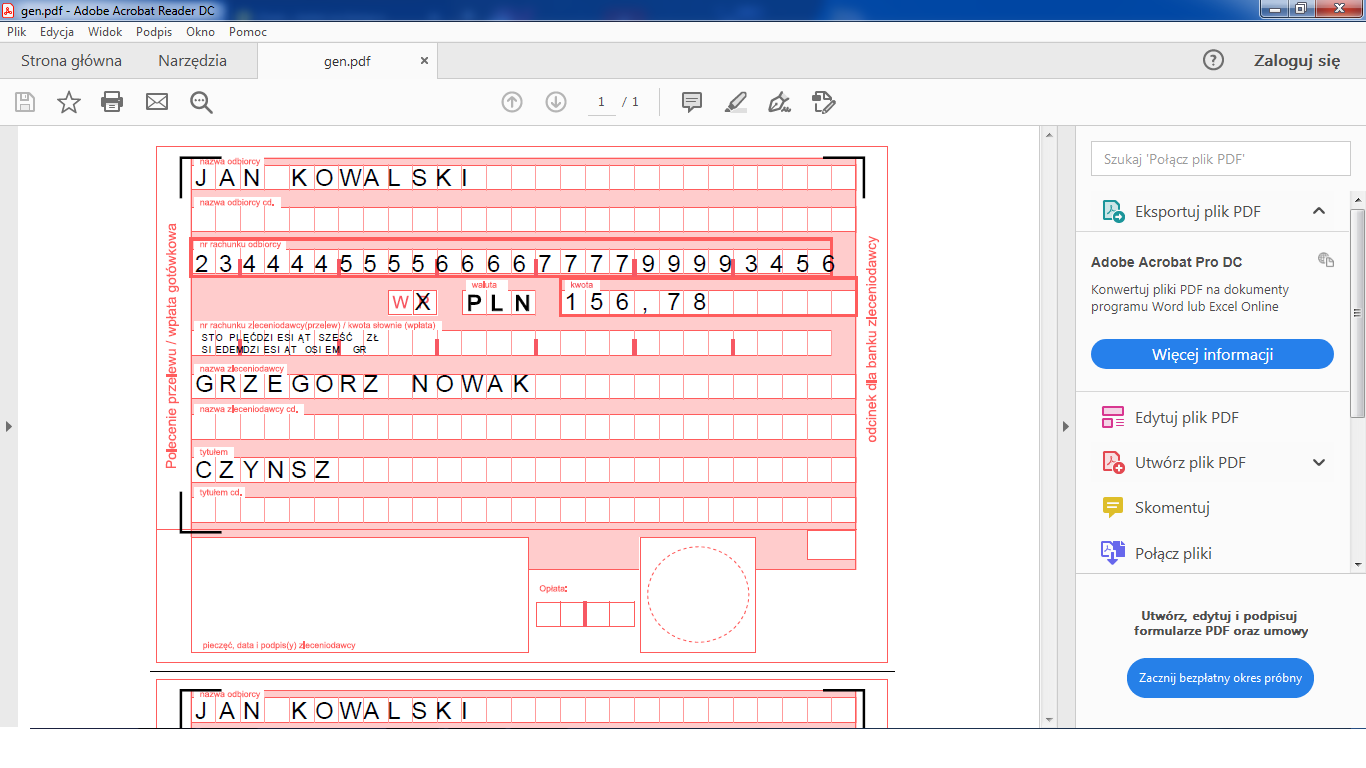 gen.pdf - Adobe Acrobat Reader DC
Plik Edycja Widok Podpis Okno Pomoc
Strona główna Narzędzia gen.pdf × ? Zaloguj się
1 / 1
nazwa odbiorcy
JAN KOWALSKI
nazwa odbiorcy cd.
nr rachunku odbiorcy
23444455556666777799993456
W X
waluta
PLN
kwota
156,78
nr rachunku zleceniodawcy(przelew) / kwota słownie (wpłata)
STO PIĘĆDZIESIĄT SZEŚĆ ZŁ
SIEDEMDZIESIĄT OSIEM GR
nazwa zleceniodawcy
GRZEGORZ NOWAK
nazwa zleceniodawcy cd.
tytułem
CZYNSZ
tytułem cd.
Opłata:
pieczęć, data i podpis(y) zleceniodawcy
Polecenie przelewu / wpłata gotówkowa
odcinek dla banku zleceniodawcy
nazwa odbiorcy
JAN KOWALSKI
Szukaj 'Połącz plik PDF'
Eksportuj plik PDF
Adobe Acrobat Pro DC
Konwertuj pliki PDF na dokumenty
programu Word lub Excel Online
Więcej informacji
Edytuj plik PDF
Utwórz plik PDF
Skomentuj
Połącz pliki
Utwórz, edytuj i podpisuj
formularze PDF oraz umowy
Zacznij bezpłatny okres próbny